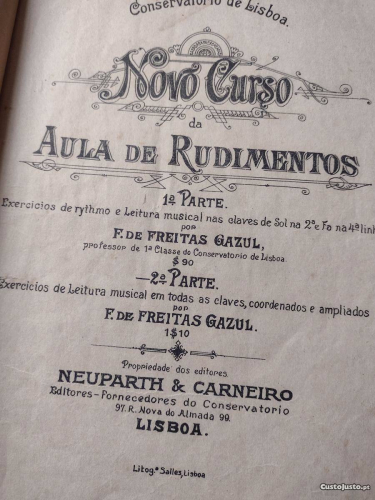 Conservatorio de Lisboa.
Novo Curso
da
AULA DE RUDIMENTOS
1ª PARTE.
Exercicios de rythmo e Leitura musical nas claves de Sol na 2ª e Fa na 4ª linh
por
F. DE FREITAS GAZUL,
professor de 1ª Classe do Conservatorio de Lisboa.
$90
—2ª PARTE.
Exercicios de Leitura musical em todas as claves, coordenados e ampliados
por
F. DE FREITAS GAZUL.
1$10
Propriedade dos editores
NEUPARTH & CARNEIRO
Editores-Fornecedores do Conservatorio
97, R. Nova do Almada 99.
LISBOA.
Litogª Salles, Lisboa
CustoJusto.pt